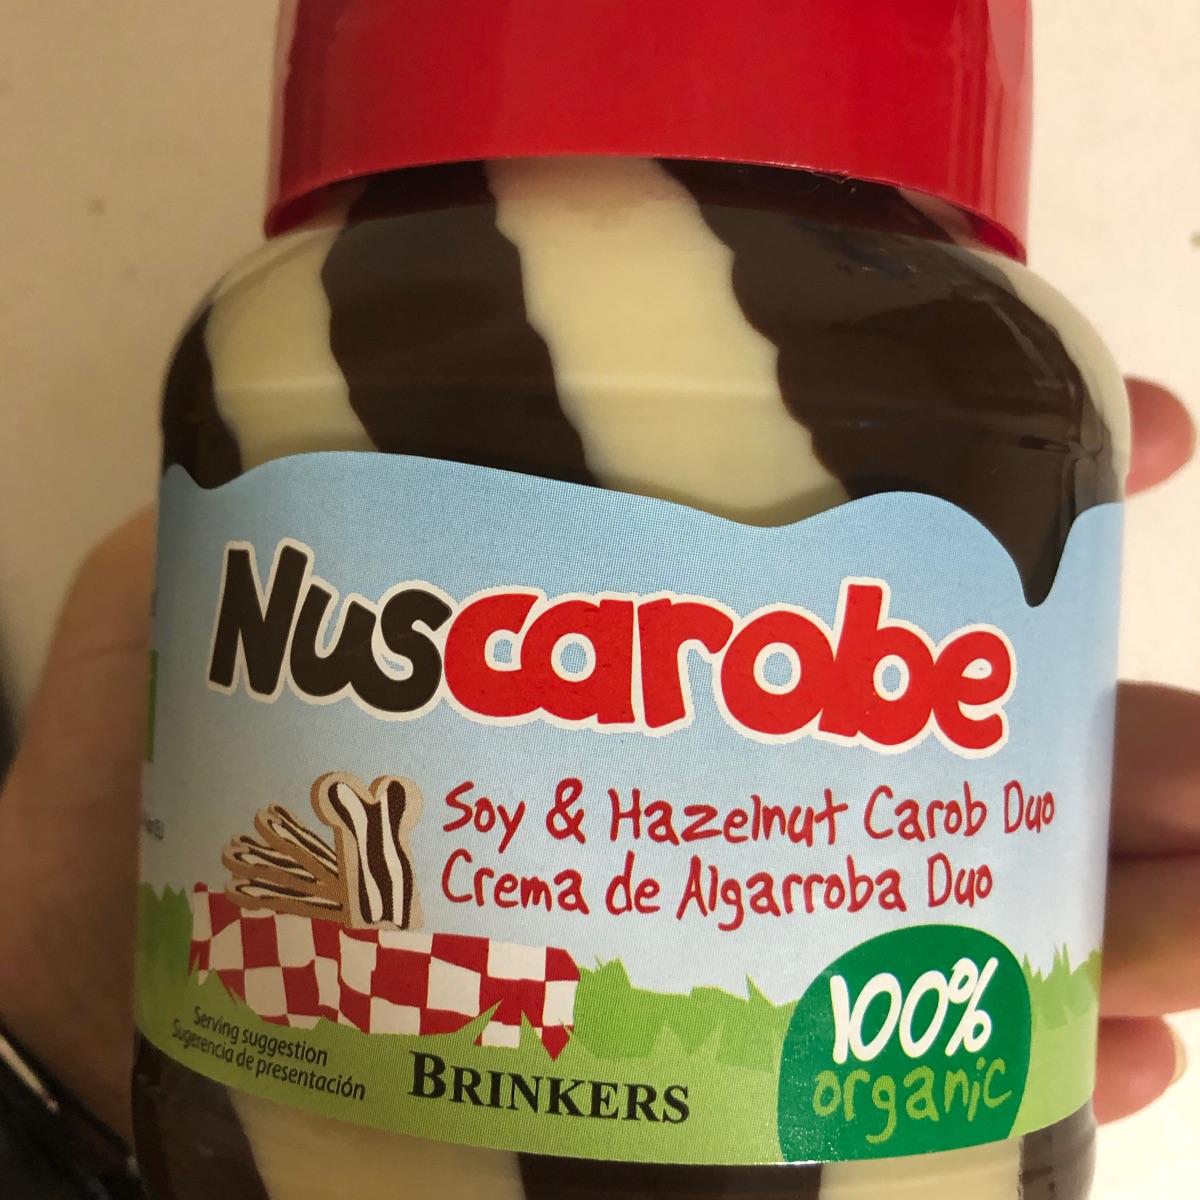 Nuscarobe
Soy & Hazelnut Carob Duo
Crema de Algarroba Duo
100%
organic
Serving suggestion
Sugerencia de presentación
BRINKERS